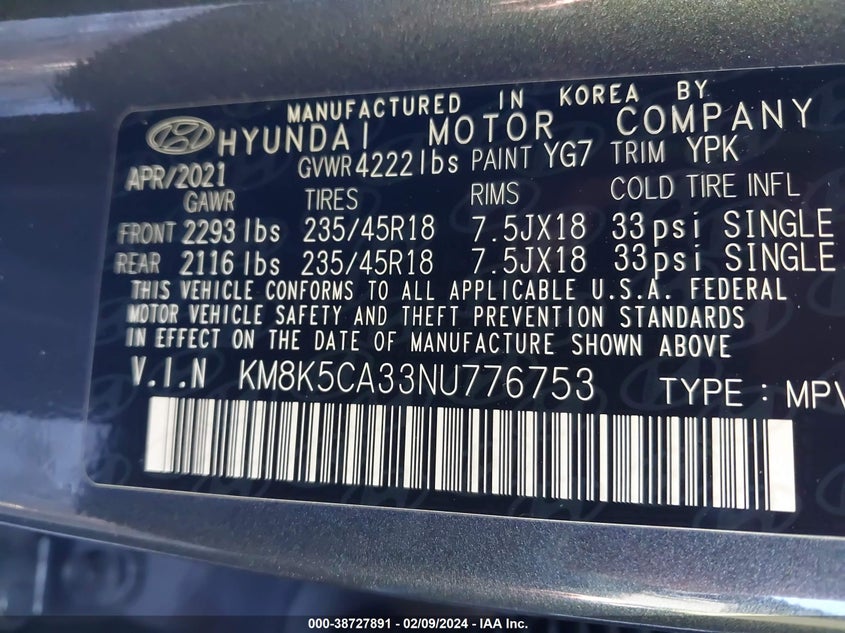 MANUFACTURED IN KOREA BY
HYUNDAI MOTOR COMPANY
APR/2021 GVWR 4222 lbs PAINT YG7 TRIM YPK
GAWR TIRES RIMS COLD TIRE INFL
FRONT 2293 lbs 235/45R18 7.5JX18 33psi SINGLE
REAR 2116 lbs 235/45R18 7.5JX18 33psi SINGLE
THIS VEHICLE CONFORMS TO ALL APPLICABLE U.S.A. FEDERAL
MOTOR VEHICLE SAFETY AND THEFT PREVENTION STANDARDS
IN EFFECT ON THE DATE OF MANUFACTURE SHOWN ABOVE
V.I.N KM8K5CA33NU776753 TYPE : MPV
000-38727891 - 02/09/2024 - IAA Inc.